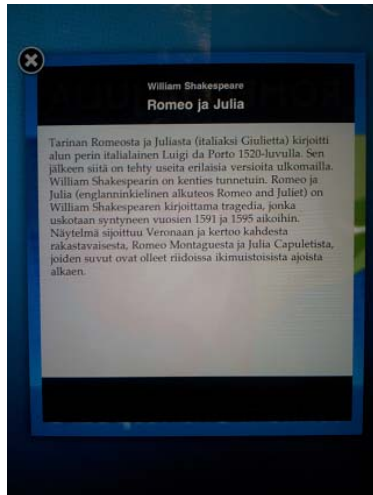 William Shakespeare
Romeo ja Julia
Tarinan Romeosta ja Juliasta (italiaksi Giulietta) kirjoitti
alun perin italialainen Luigi da Porto 1520-luvulla. Sen
jälkeen siitä on tehty useita erilaisia versioita ulkomailla.
William Shakespearin on kenties tunnetuin. Romeo ja
Julia (englanninkielinen alkuteos Romeo and Juliet) on
William Shakespearen kirjoittama tragedia, jonka
uskotaan syntyneen vuosien 1591 ja 1595 aikoihin.
Näytelmä sijoittuu Veronaan ja kertoo kahdesta
rakastavaisesta, Romeo Montaguesta ja Julia Capuletista,
joiden suvut ovat olleet riidoissa ikimuistoisista ajoista
alkaen.